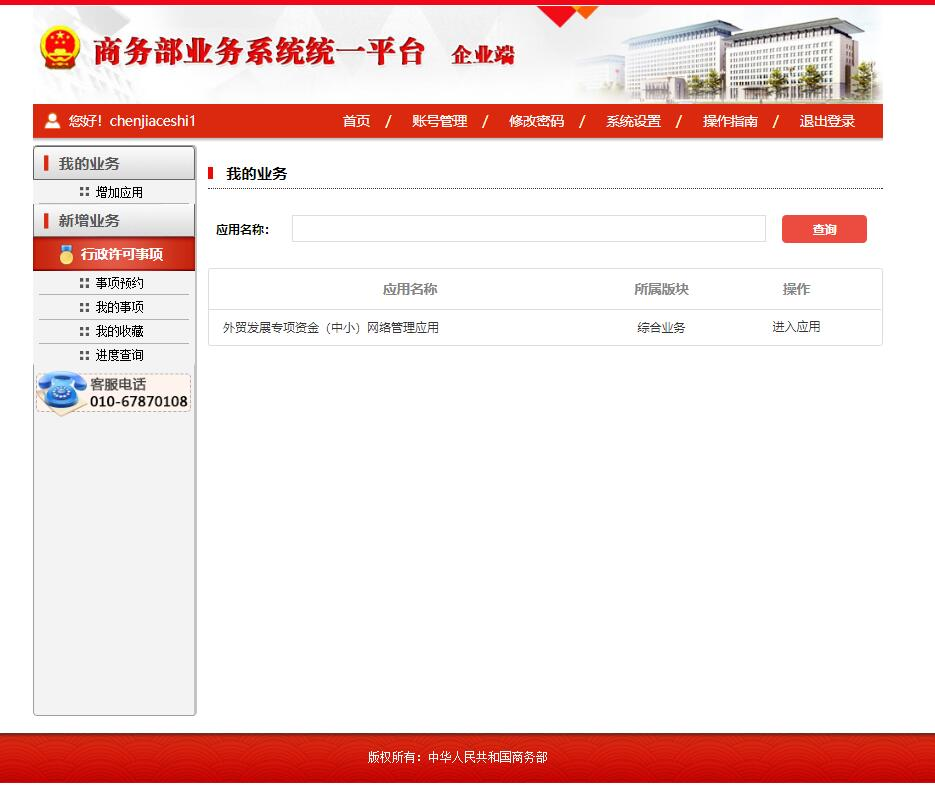 商务部业务系统统一平台 企业端
您好！chenjiaceshi1 首页 / 账号管理 / 修改密码 / 系统设置 / 操作指南 / 退出登录
我的业务
增加应用
新增业务
行政许可事项
事项预约
我的事项
我的收藏
进度查询
客服电话
010-67870108
我的业务
应用名称： 查询
应用名称 所属版块 操作
外贸发展专项资金（中小）网络管理应用 综合业务 进入应用
版权所有：中华人民共和国商务部